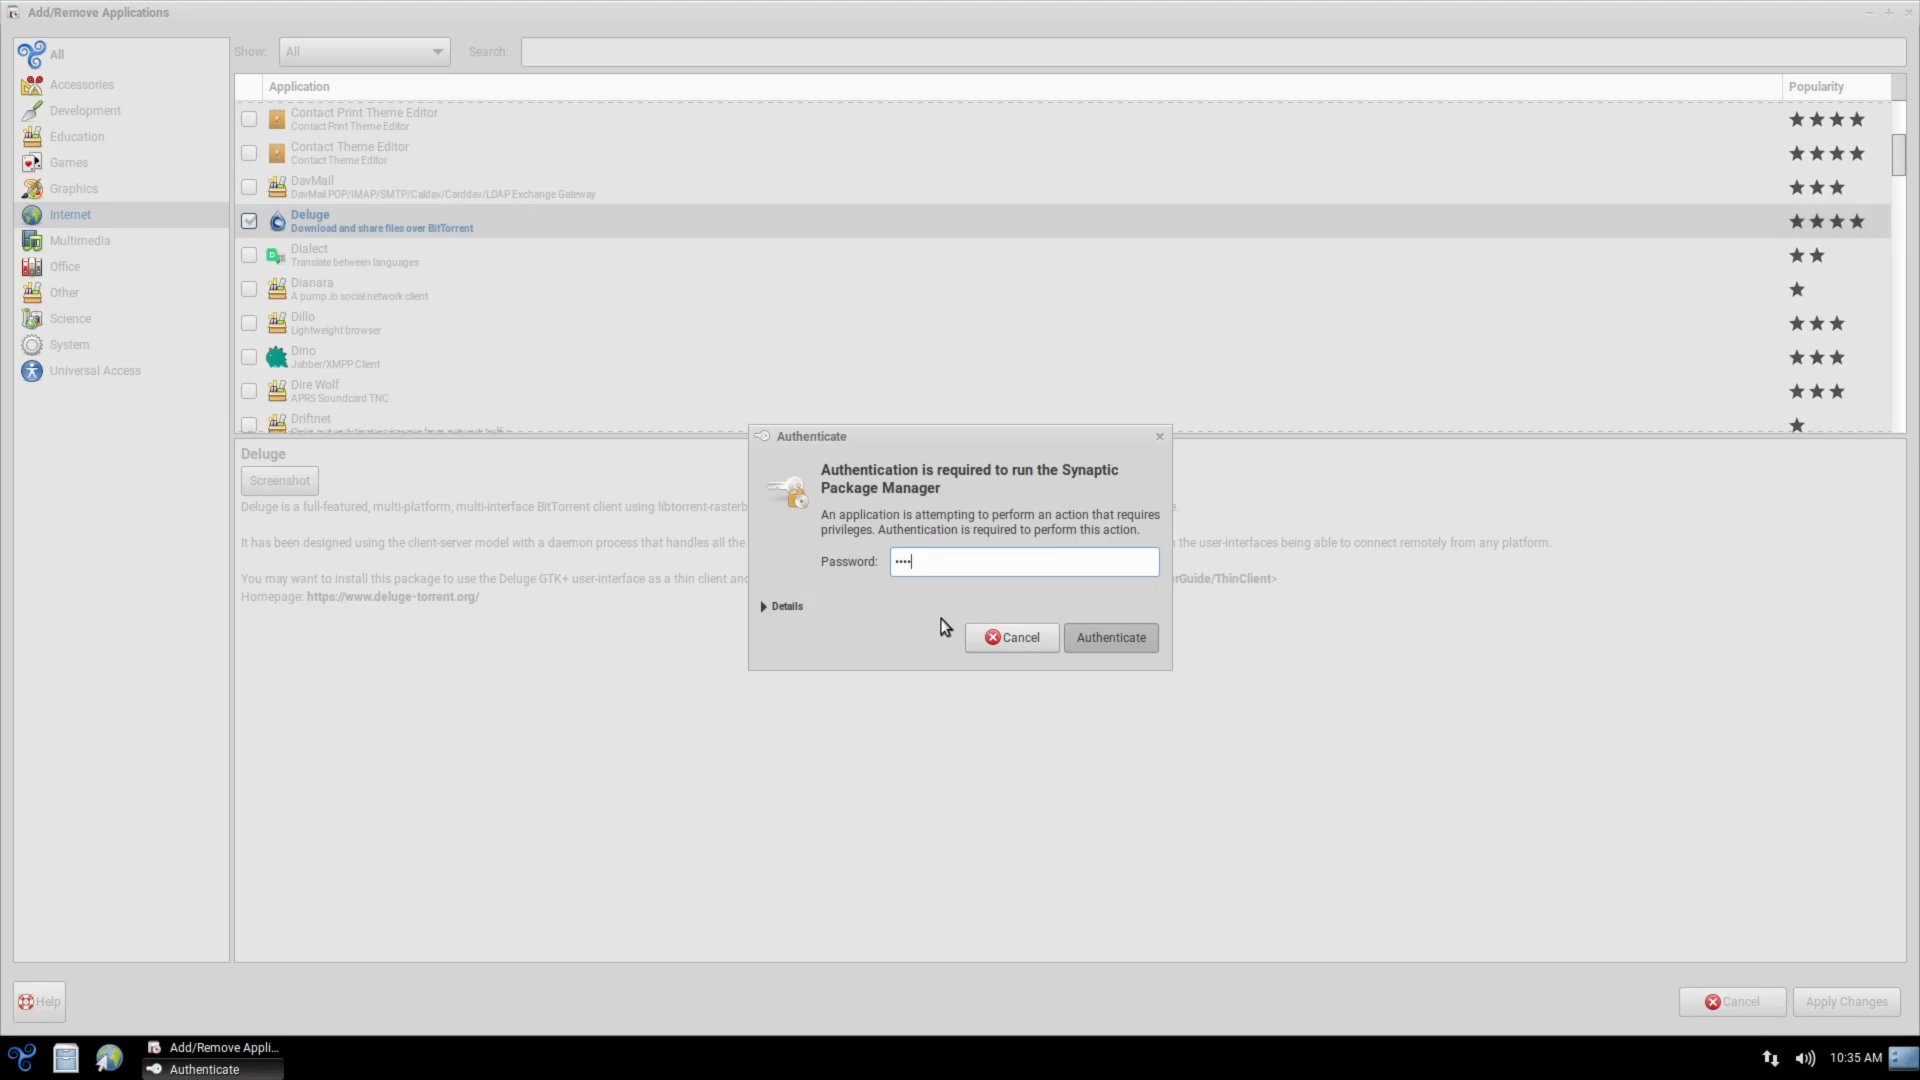 Add/Remove Applications
All
Accessories
Development
Education
Games
Graphics
Internet
Multimedia
Office
Other
Science
System
Universal Access
Show: All Search:
Application Popularity
Contact Print Theme Editor
Contact Print Theme Editor
Contact Theme Editor
Contact Theme Editor
DavMail
DavMail POP/IMAP/SMTP/Caldav/Carddav/LDAP Exchange Gateway
Deluge
Download and share files over BitTorrent
Dialect
Translate between languages
Dianara
A pump.io social network client
Dillo
Lightweight browser
Dino
Jabber/XMPP Client
Dire Wolf
APRS Soundcard TNC
Driftnet
Deluge
Screenshot
Deluge is a full-featured, multi-platform, multi-interface BitTorrent client using libtorrent-rasterb
It has been designed using the client-server model with a daemon process that handles all the the user-interfaces being able to connect remotely from any platform.
You may want to install this package to use the Deluge GTK+ user-interface as a thin client and rGuide/ThinClient>
Homepage: https://www.deluge-torrent.org/
Authenticate
Authentication is required to run the Synaptic
Package Manager
An application is attempting to perform an action that requires
privileges. Authentication is required to perform this action.
Password: ••••
Details
Cancel Authenticate
Help
Cancel Apply Changes
Add/Remove Appli...
Authenticate
10:35 AM